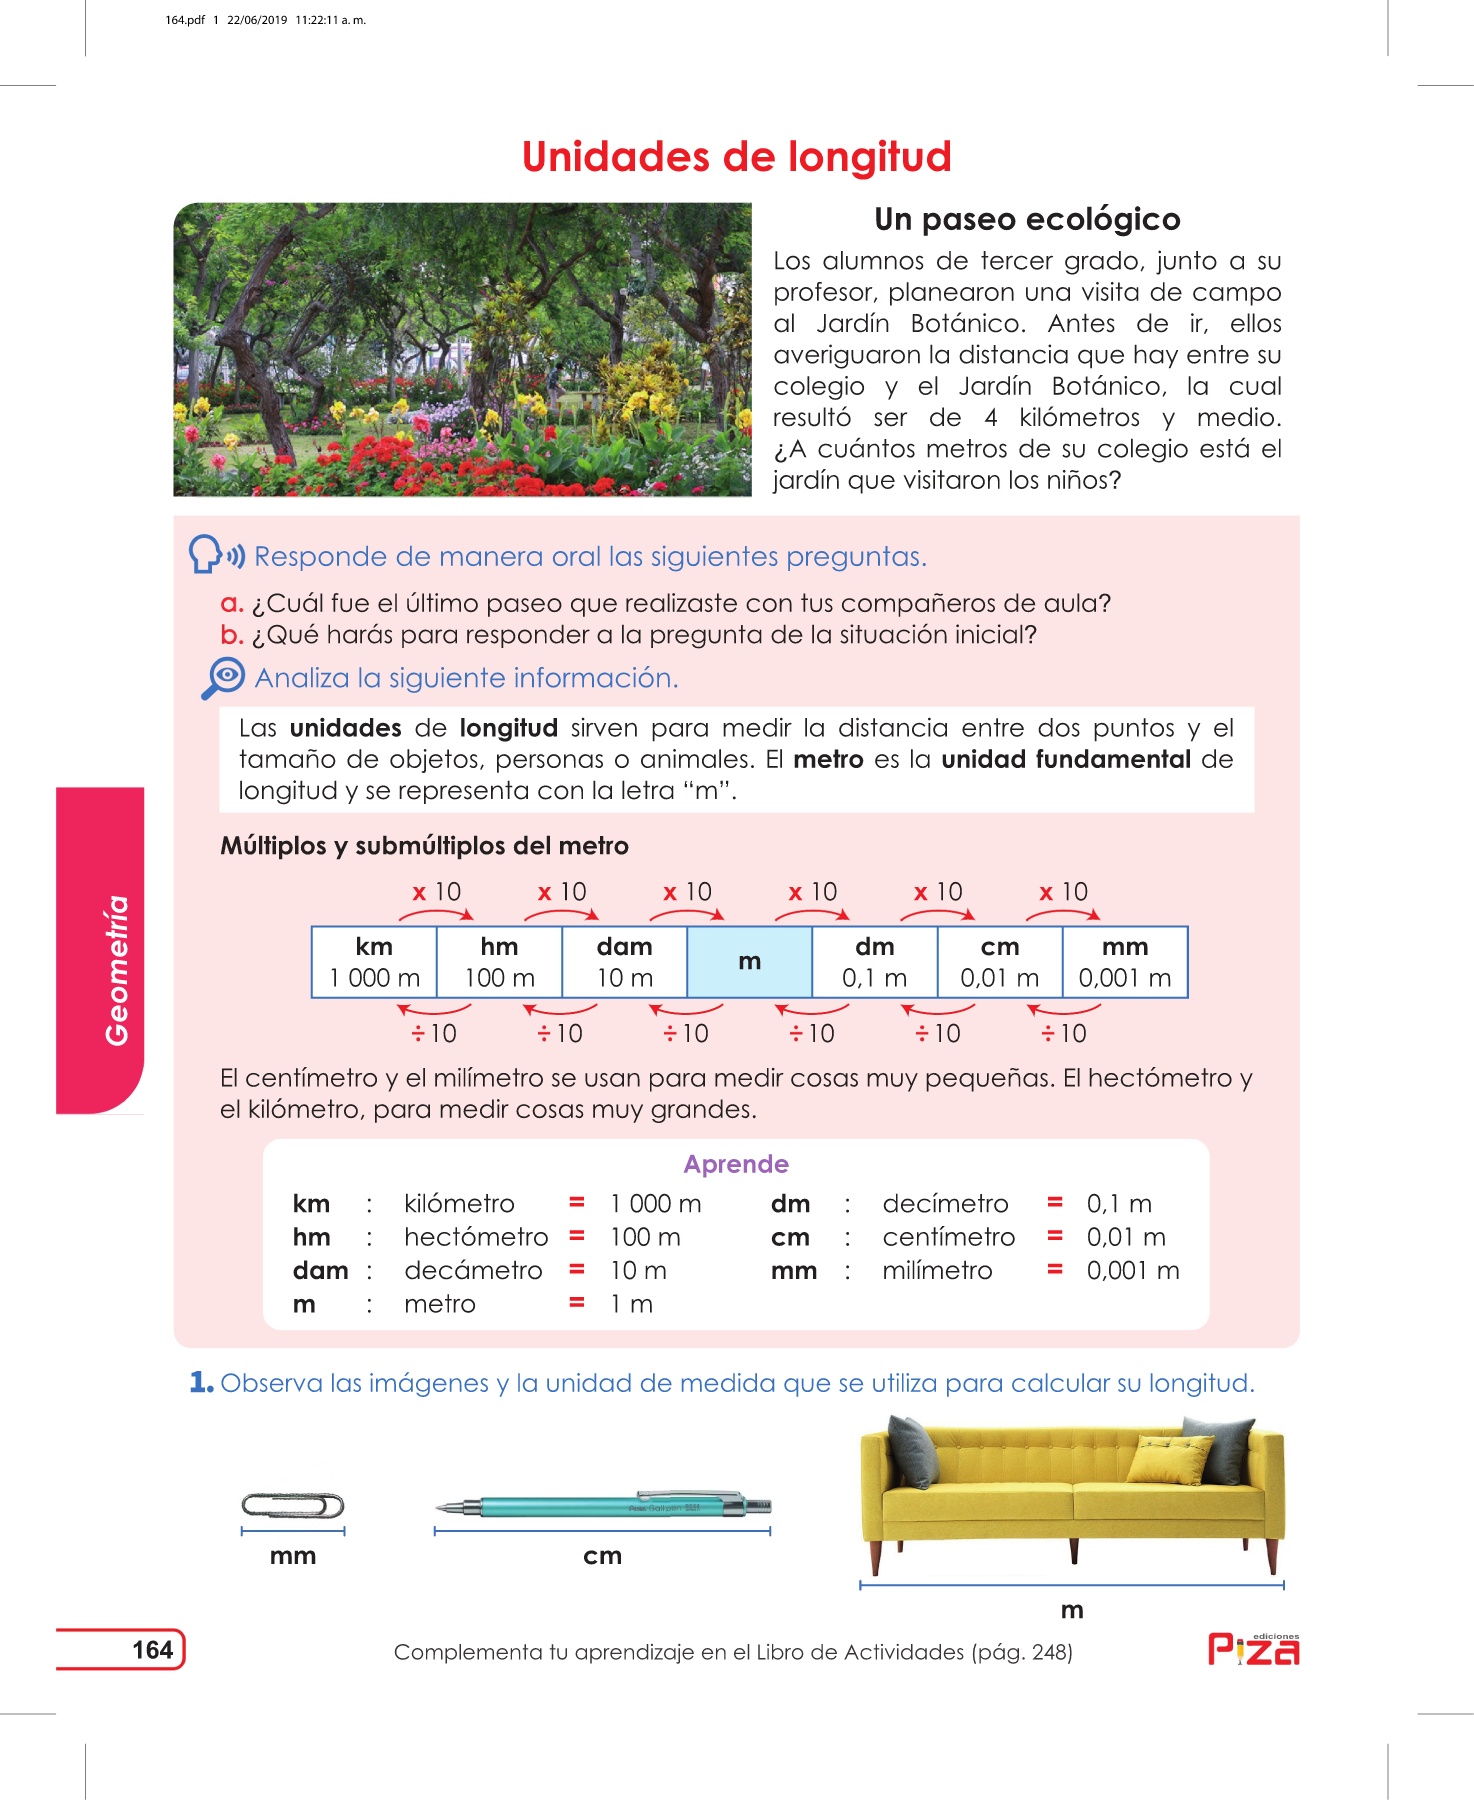 164.pdf 1 22/06/2019 11:22:11 a. m.
Unidades de longitud
Un paseo ecológico
Los alumnos de tercer grado, junto a su
profesor, planearon una visita de campo
al Jardín Botánico. Antes de ir, ellos
averiguaron la distancia que hay entre su
colegio y el Jardín Botánico, la cual
resultó ser de 4 kilómetros y medio.
¿A cuántos metros de su colegio está el
jardín que visitaron los niños?
Responde de manera oral las siguientes preguntas.
a. ¿Cuál fue el último paseo que realizaste con tus compañeros de aula?
b. ¿Qué harás para responder a la pregunta de la situación inicial?
Analiza la siguiente información.
Las unidades de longitud sirven para medir la distancia entre dos puntos y el
tamaño de objetos, personas o animales. El metro es la unidad fundamental de
longitud y se representa con la letra “m”.
Múltiplos y submúltiplos del metro
x 10 x 10 x 10 x 10 x 10 x 10
km hm dam m dm cm mm
1 000 m 100 m 10 m 0,1 m 0,01 m 0,001 m
÷ 10 ÷ 10 ÷ 10 ÷ 10 ÷ 10 ÷ 10
El centímetro y el milímetro se usan para medir cosas muy pequeñas. El hectómetro y
el kilómetro, para medir cosas muy grandes.
Aprende
km : kilómetro = 1 000 m dm : decímetro = 0,1 m
hm : hectómetro = 100 m cm : centímetro = 0,01 m
dam : decámetro = 10 m mm : milímetro = 0,001 m
m : metro = 1 m
Geometría
1. Observa las imágenes y la unidad de medida que se utiliza para calcular su longitud.
mm
cm
m
164
Complementa tu aprendizaje en el Libro de Actividades (pág. 248)
ediciones
Piza